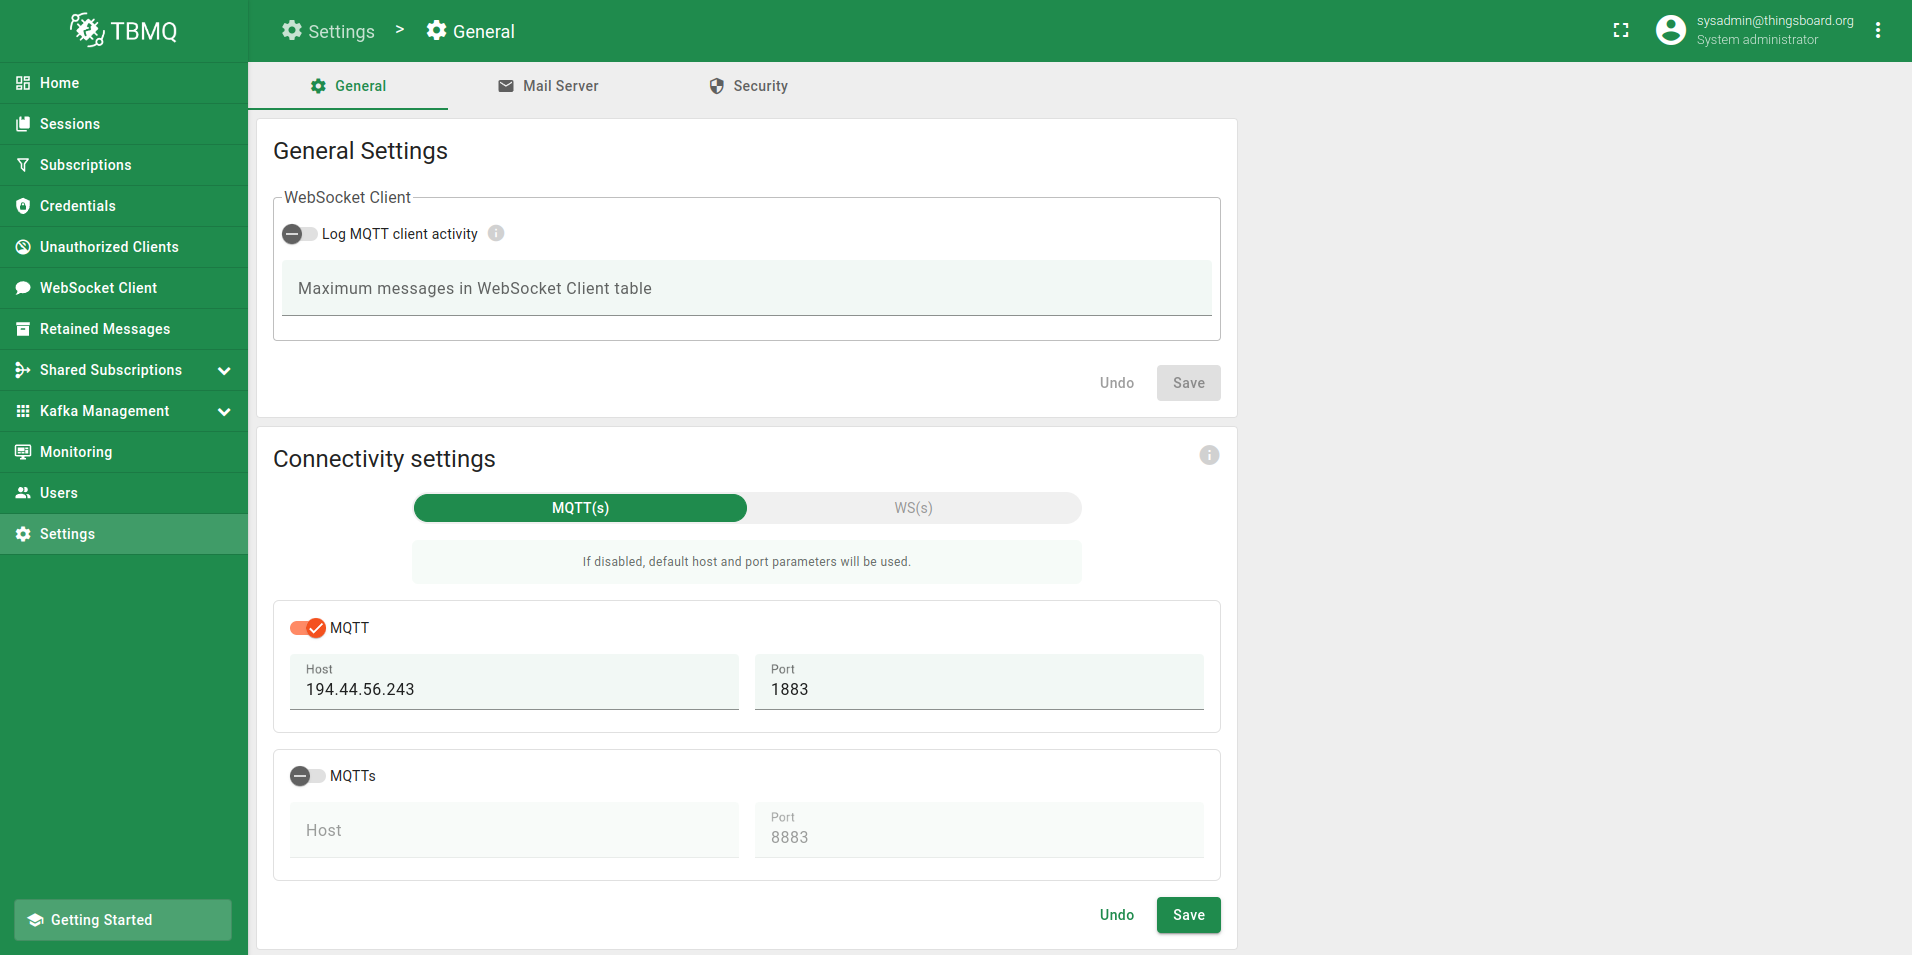 TBMQ
Settings > General
sysadmin@thingsboard.org
System administrator
Home
Sessions
Subscriptions
Credentials
Unauthorized Clients
WebSocket Client
Retained Messages
Shared Subscriptions
Kafka Management
Monitoring
Users
Settings
Getting Started
General
Mail Server
Security
General Settings
WebSocket Client
Log MQTT client activity
Maximum messages in WebSocket Client table
Undo
Save
Connectivity settings
MQTT(s)
WS(s)
If disabled, default host and port parameters will be used.
MQTT
Host
194.44.56.243
Port
1883
MQTTs
Host
Port
8883
Undo
Save